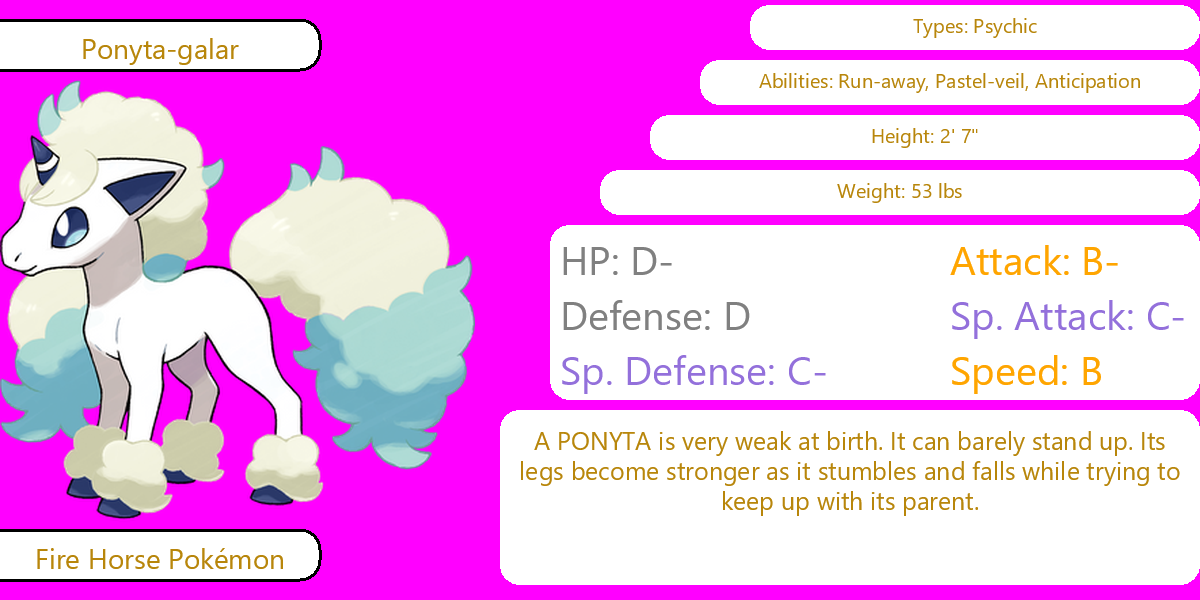 Ponyta-galar
Types: Psychic
Abilities: Run-away, Pastel-veil, Anticipation
Height: 2' 7"
Weight: 53 lbs
HP: D-
Attack: B-
Defense: D
Sp. Attack: C-
Sp. Defense: C-
Speed: B
A PONYTA is very weak at birth. It can barely stand up. Its
legs become stronger as it stumbles and falls while trying to
keep up with its parent.
Fire Horse Pokémon